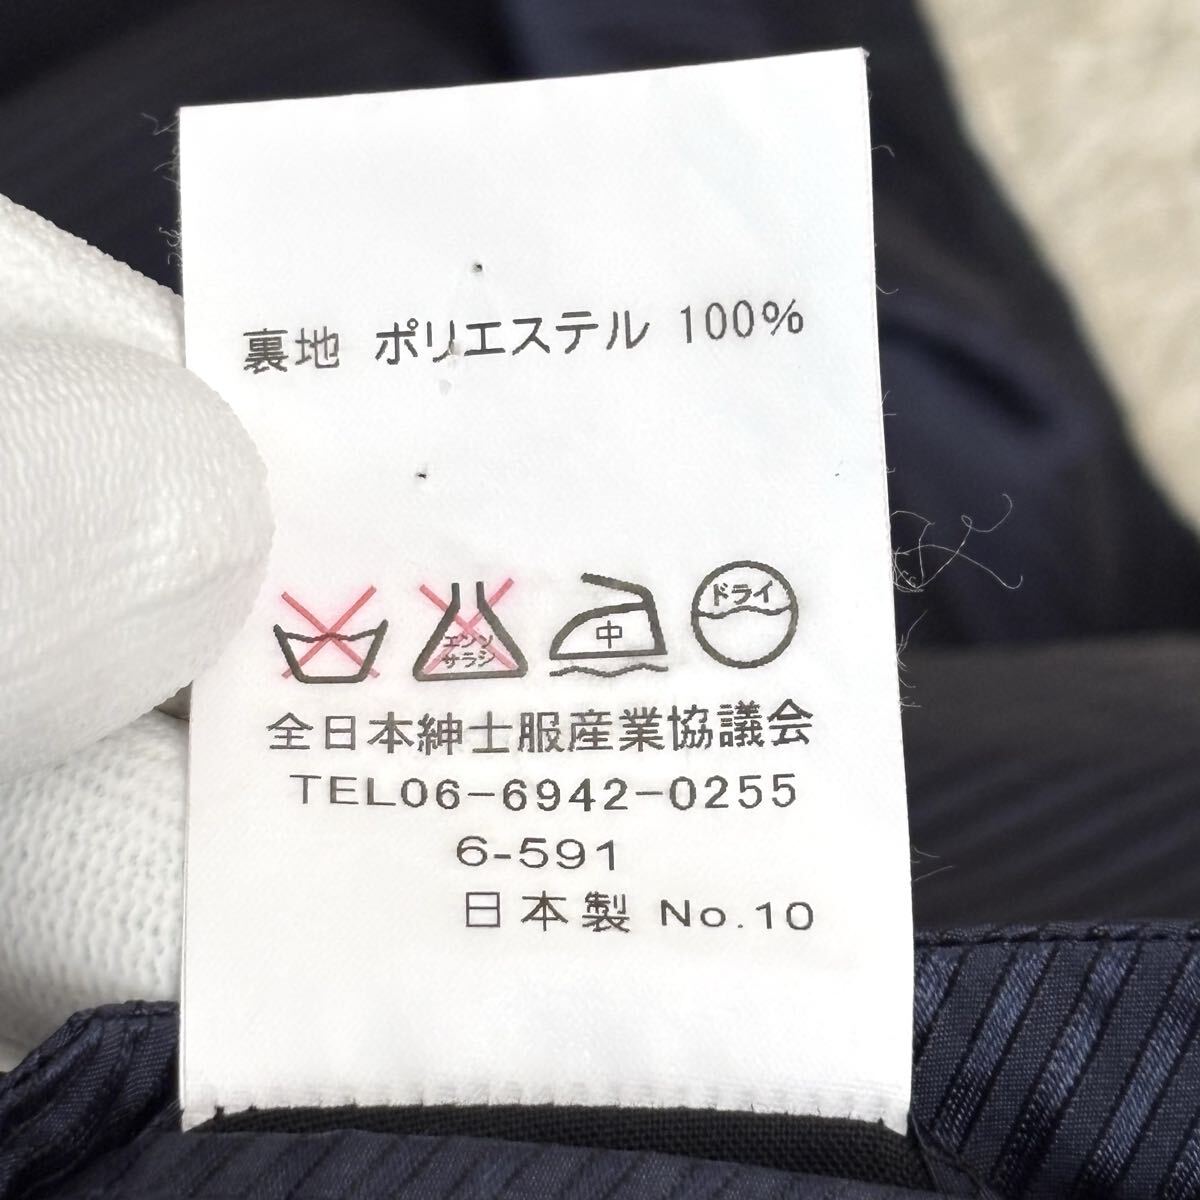 裏地 ポリエステル 100%
エンソ サラシ 中 ドライ
全日本紳士服産業協議会
TEL06-6942-0255
6-591
日本製 No.10